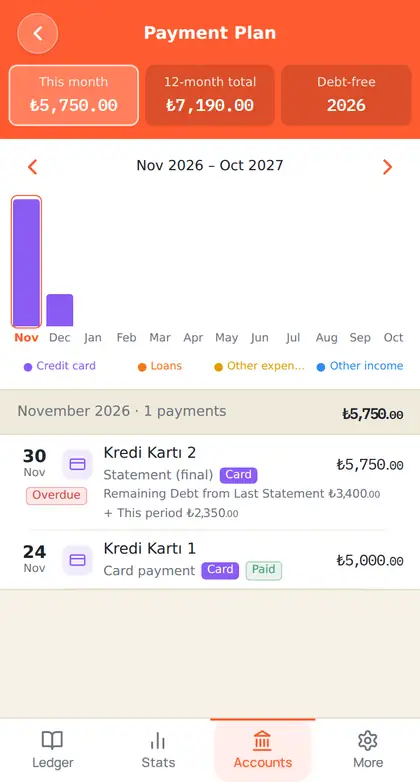 Payment Plan
This month
₺5,750.00
12-month total
₺7,190.00
Debt-free
2026
Nov 2026 – Oct 2027
Nov Dec Jan Feb Mar Apr May Jun Jul Aug Sep Oct
Credit card Loans Other expen... Other income
November 2026 · 1 payments ₺5,750.00
30 Nov
Overdue
Kredi Kartı 2
Statement (final) Card
₺5,750.00
Remaining Debt from Last Statement ₺3,400.00
+ This period ₺2,350.00
24 Nov
Kredi Kartı 1
Card payment Card Paid
₺5,000.00
Ledger Stats Accounts More